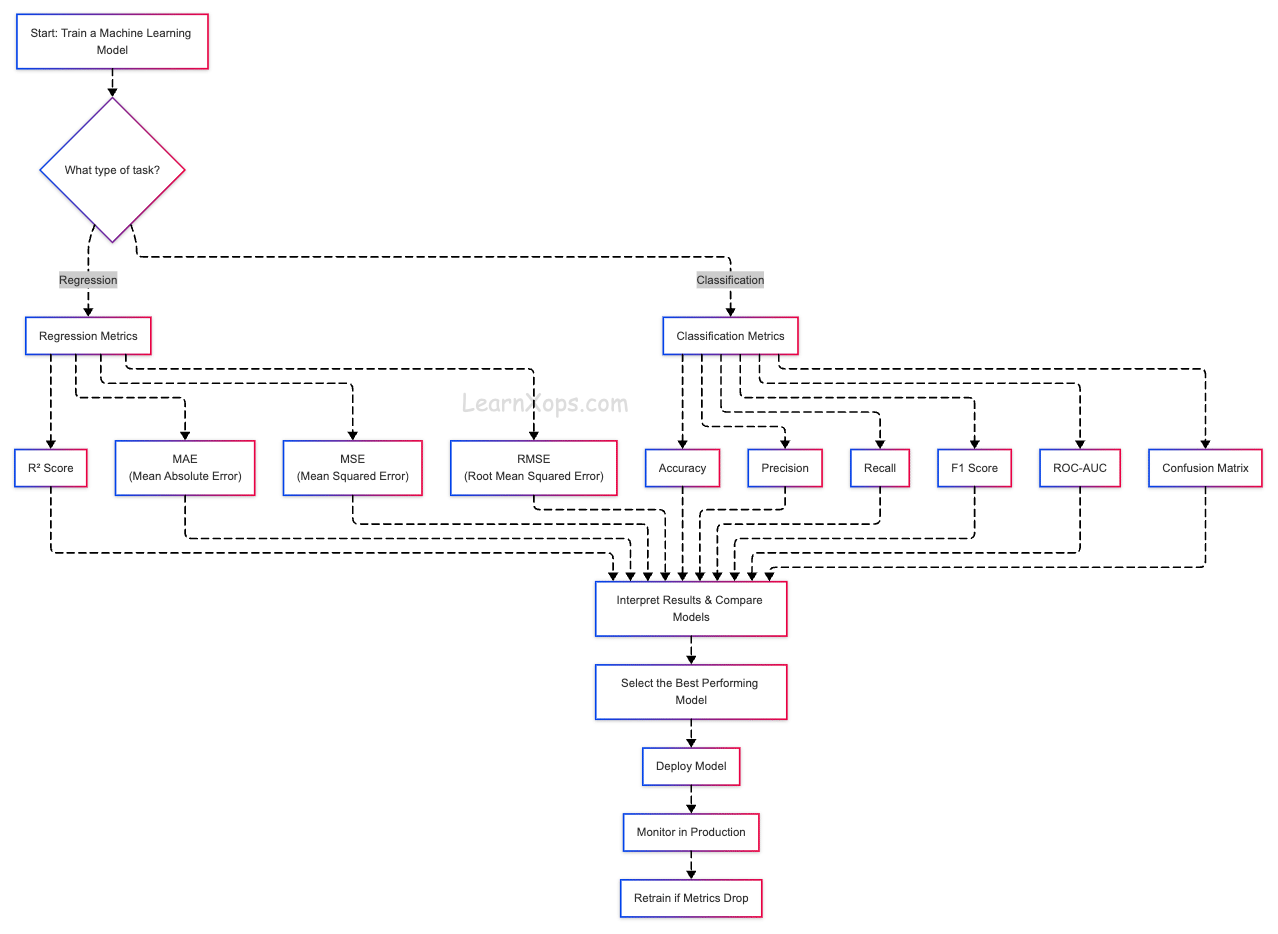 Start: Train a Machine Learning
Model
What type of task?
Regression
Classification
Regression Metrics
Classification Metrics
LearnXops.com
R² Score
MAE
(Mean Absolute Error)
MSE
(Mean Squared Error)
RMSE
(Root Mean Squared Error)
Accuracy
Precision
Recall
F1 Score
ROC-AUC
Confusion Matrix
Interpret Results & Compare
Models
Select the Best Performing
Model
Deploy Model
Monitor in Production
Retrain if Metrics Drop